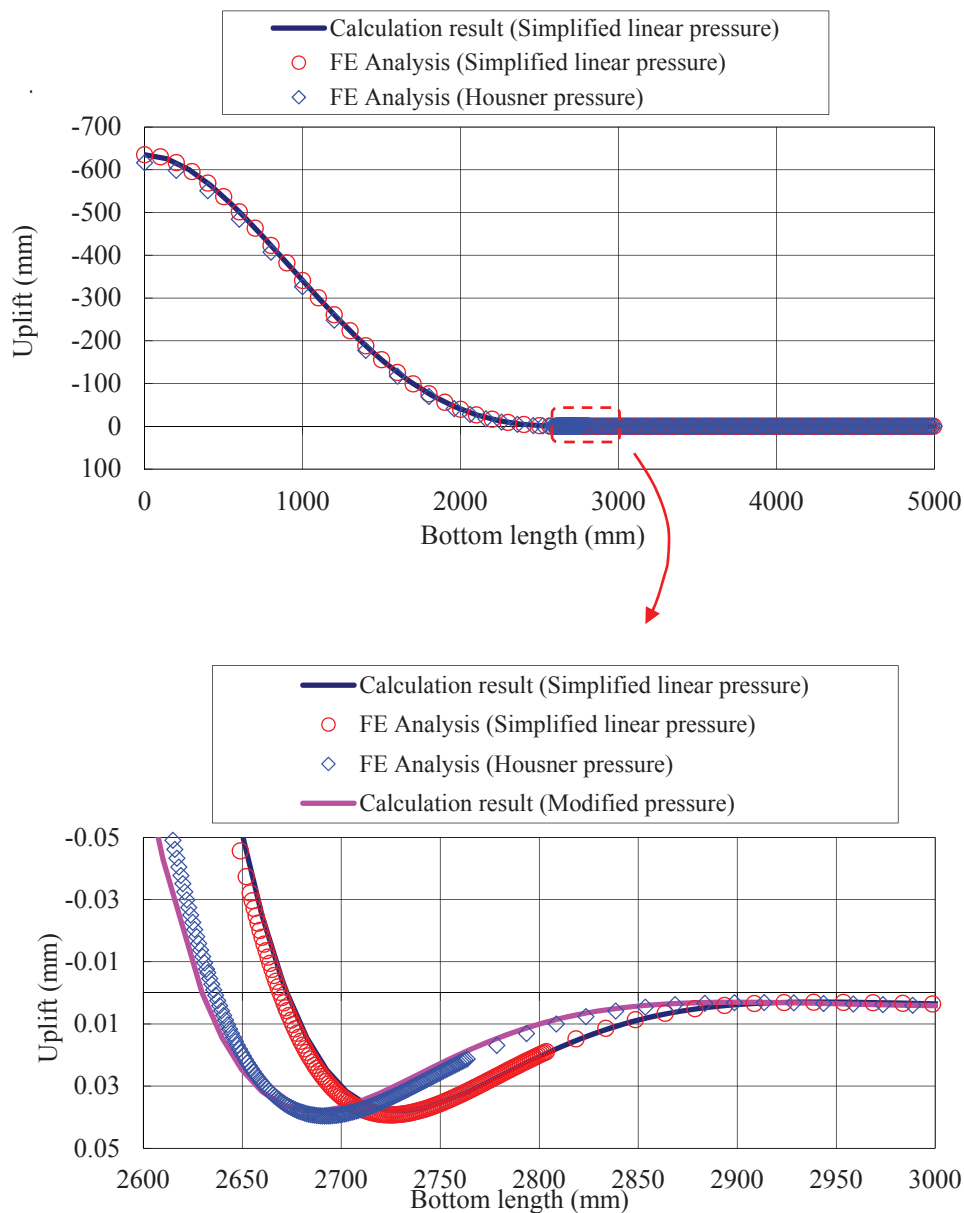 Calculation result (Simplified linear pressure)
FE Analysis (Simplified linear pressure)
FE Analysis (Housner pressure)
Uplift (mm)
-700
-600
-500
-400
-300
-200
-100
0
100
0 1000 2000 3000 4000 5000
Bottom length (mm)
Calculation result (Simplified linear pressure)
FE Analysis (Simplified linear pressure)
FE Analysis (Housner pressure)
Calculation result (Modified pressure)
Uplift (mm)
-0.05
-0.03
-0.01
0.01
0.03
0.05
2600 2650 2700 2750 2800 2850 2900 2950 3000
Bottom length (mm)